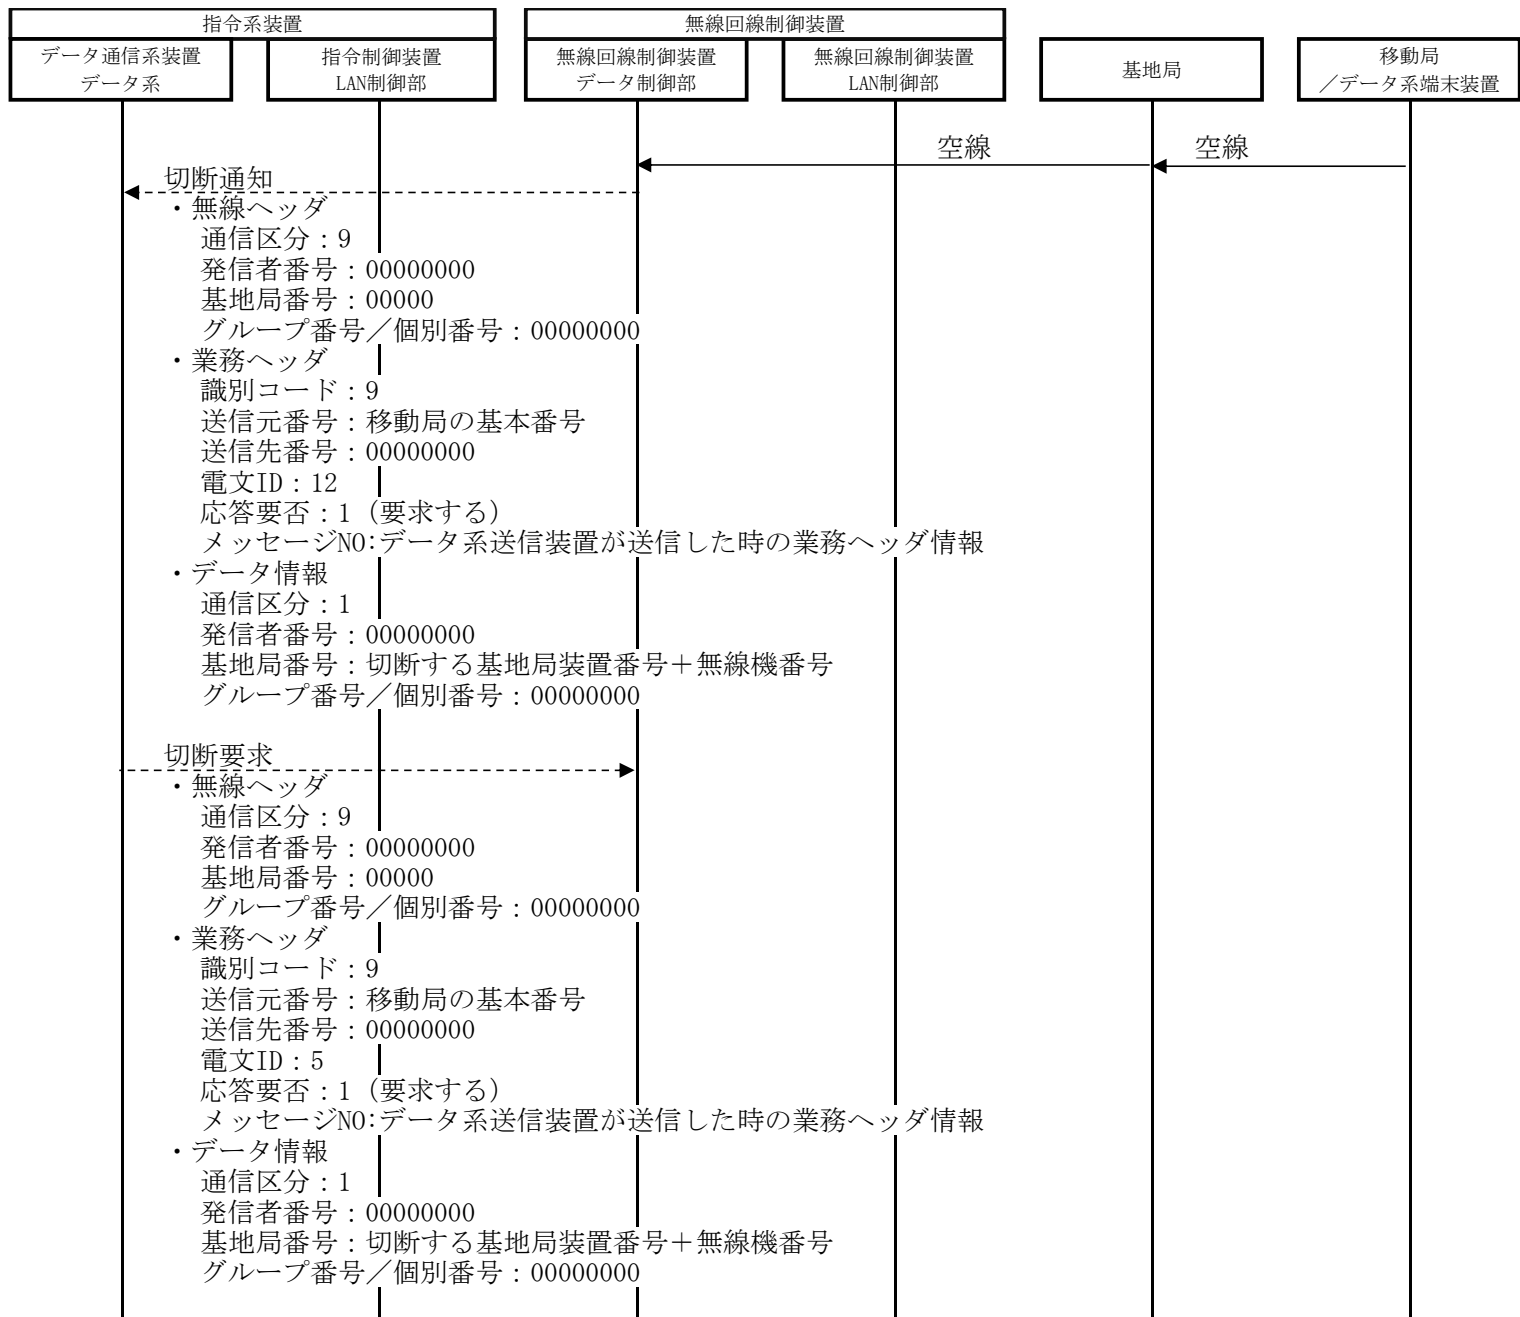 指令系装置
無線回線制御装置
データ通信系装置
データ系
指令制御装置
LAN制御部
無線回線制御装置
データ制御部
無線回線制御装置
LAN制御部
基地局
移動局
／データ系端末装置
空線
空線
切断通知
・無線ヘッダ
通信区分：9
発信者番号：00000000
基地局番号：00000
グループ番号／個別番号：00000000
・業務ヘッダ
識別コード：9
送信元番号：移動局の基本番号
送信先番号：00000000
電文ID：12
応答要否：1（要求する）
メッセージNO:データ系送信装置が送信した時の業務ヘッダ情報
・データ情報
通信区分：1
発信者番号：00000000
基地局番号：切断する基地局装置番号＋無線機番号
グループ番号／個別番号：00000000
切断要求
・無線ヘッダ
通信区分：9
発信者番号：00000000
基地局番号：00000
グループ番号／個別番号：00000000
・業務ヘッダ
識別コード：9
送信元番号：移動局の基本番号
送信先番号：00000000
電文ID：5
応答要否：1（要求する）
メッセージNO:データ系送信装置が送信した時の業務ヘッダ情報
・データ情報
通信区分：1
発信者番号：00000000
基地局番号：切断する基地局装置番号＋無線機番号
グループ番号／個別番号：00000000